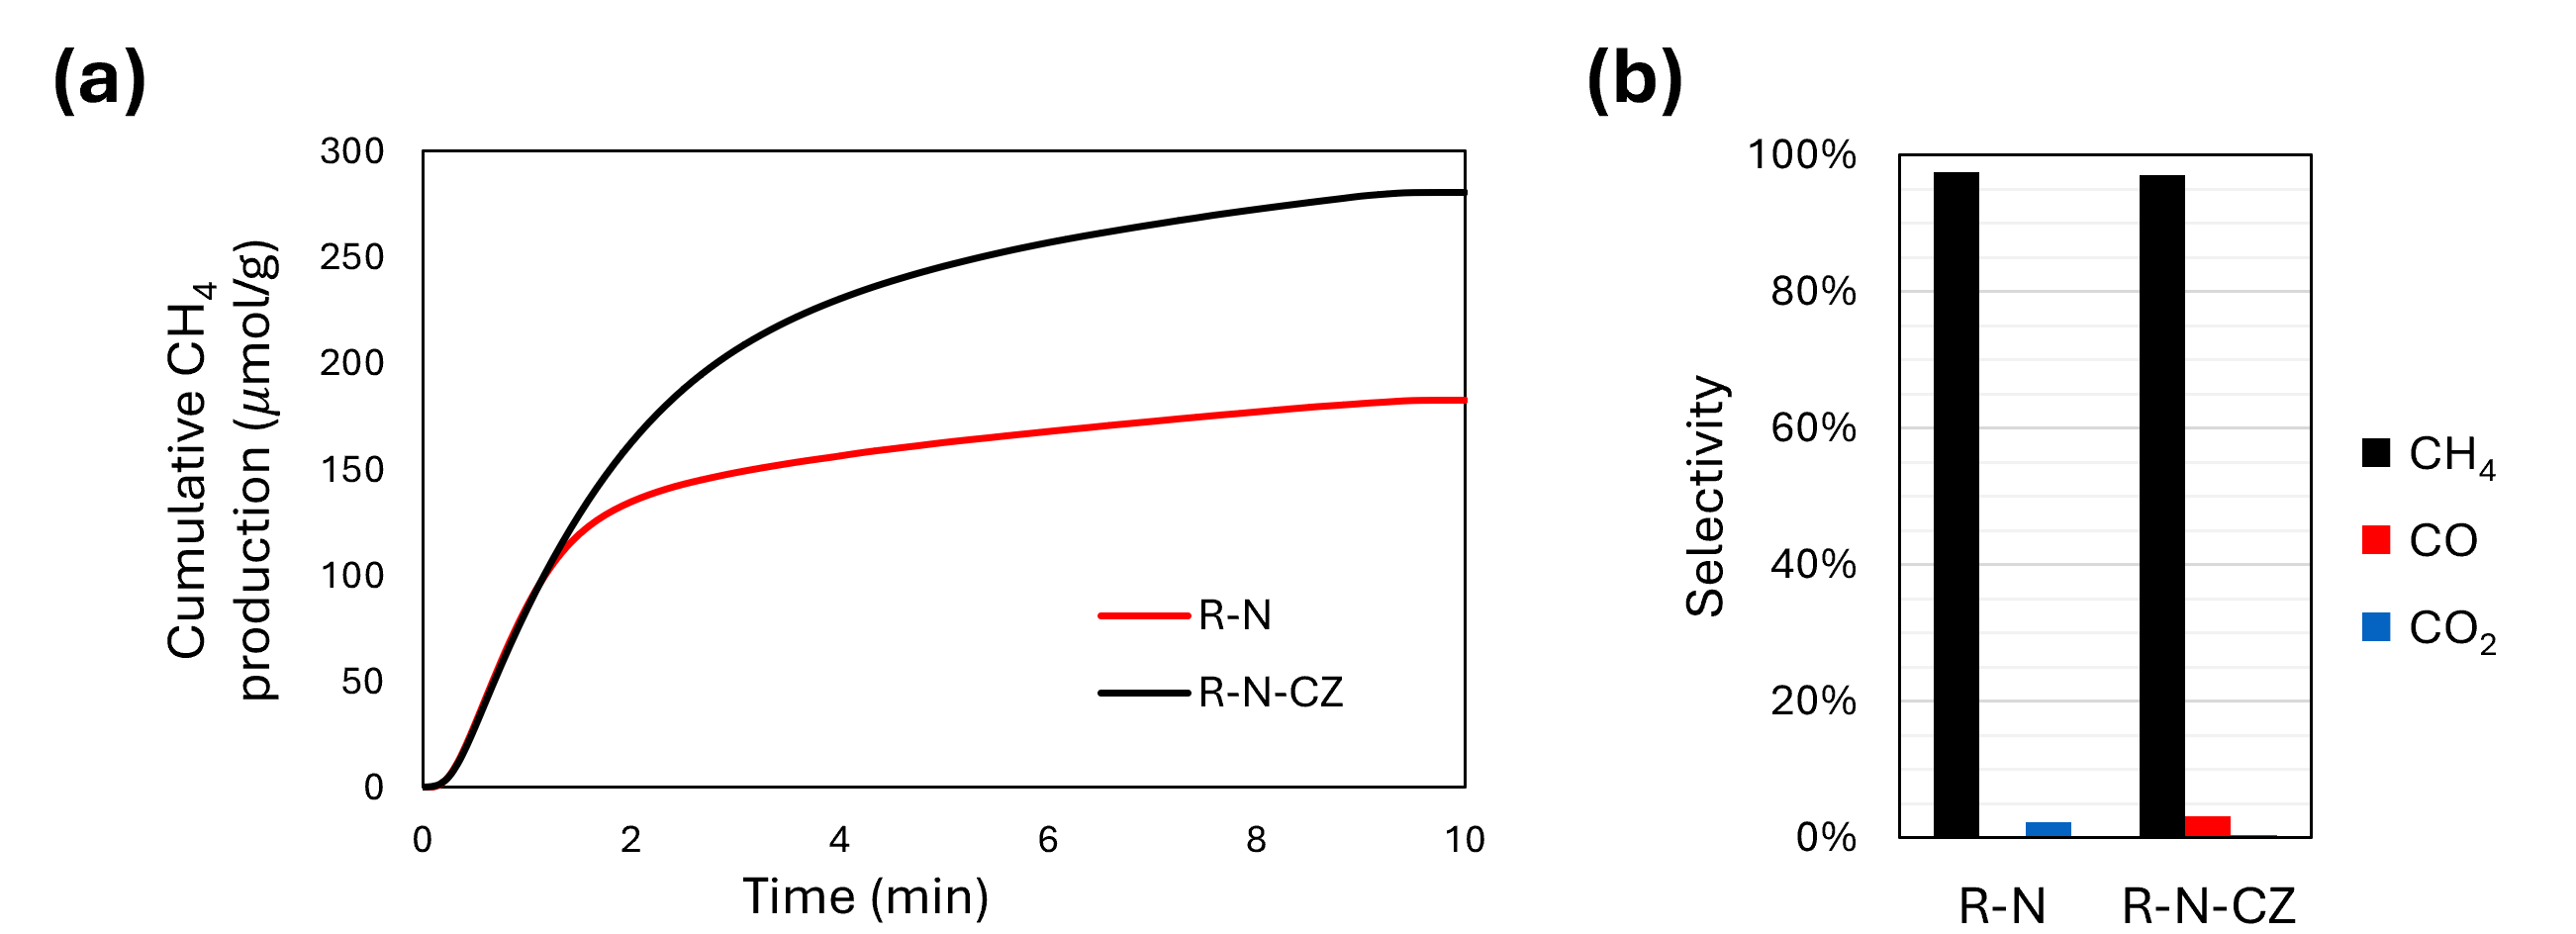 (a)
Cumulative CH₄
production (μmol/g)
300
250
200
150
100
50
0
0 2 4 6 8 10
Time (min)
R-N
R-N-CZ
(b)
Selectivity
100%
80%
60%
40%
20%
0%
R-N R-N-CZ
CH₄
CO
CO₂